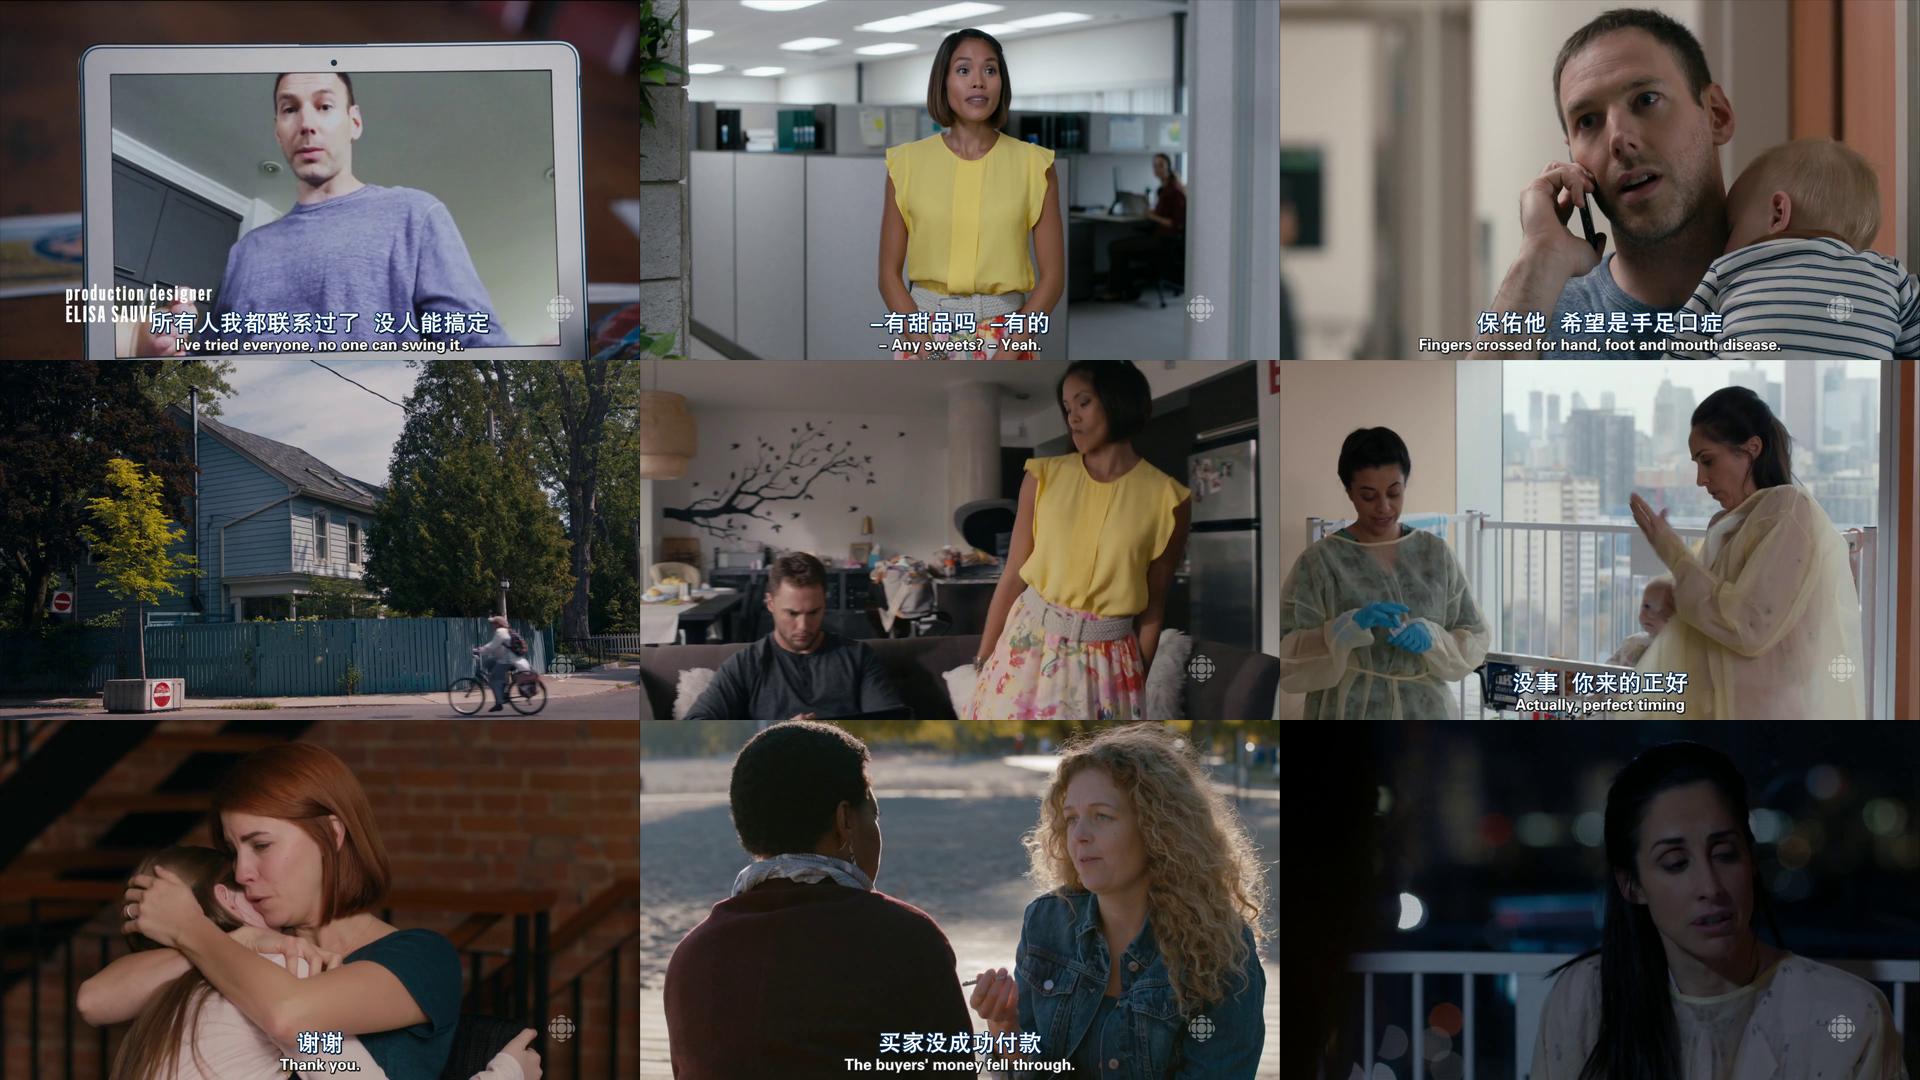 production designer
ELISA SAUVÉ
所有人我都联系过了 没人能搞定
I've tried everyone, no one can swing it.
–有甜品吗 –有的
– Any sweets? – Yeah.
保佑他 希望是手足口症
Fingers crossed for hand, foot and mouth disease.
没事 你来的正好
Actually, perfect timing
谢谢
Thank you.
买家没成功付款
The buyers' money fell through.